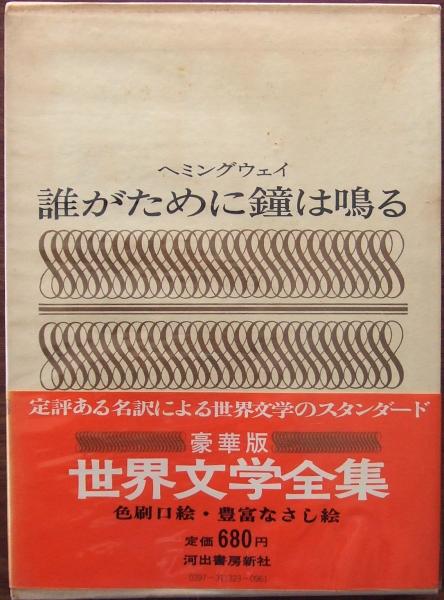 ヘミングウェイ
誰がために鐘は鳴る
定評ある名訳による世界文学のスタンダード
豪華版
世界文学全集
色刷口絵・豊富なさし絵
定価680円
河出書房新社